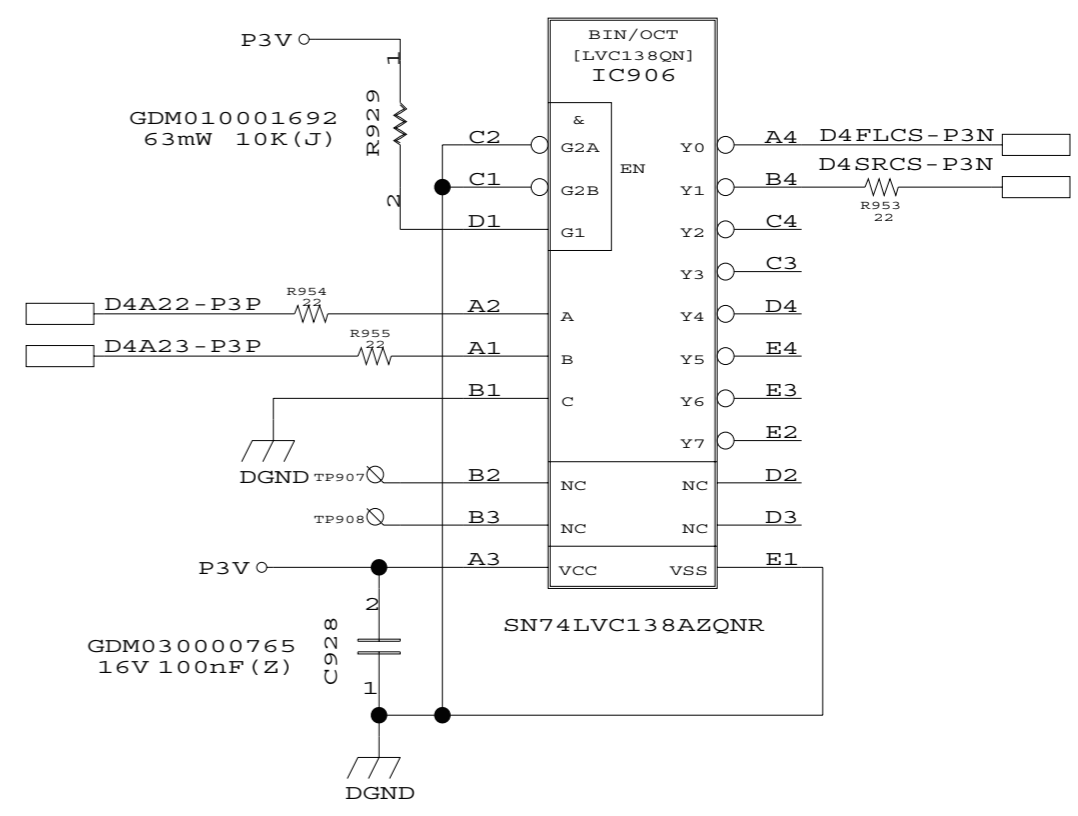 BIN/OCT
[LVC138QN]
IC906
P3V
1
R929
GDM010001692
63mW 10K(J)
2
&
EN
C2 G2A
C1 G2B
D1 G1
Y0 A4 D4FLCS-P3N
Y1 B4 D4SRCS-P3N
R953
22
Y2 C4
Y3 C3
D4A22-P3P R954 22 A2 A
Y4 D4
D4A23-P3P R955 22 A1 B
Y5 E4
B1 C
Y6 E3
Y7 E2
DGND
TP907 B2 NC NC D2
TP908 B3 NC NC D3
P3V A3 VCC VSS E1
2
SN74LVC138AZQNR
GDM030000765
16V 100nF(Z)
C928
1
DGND